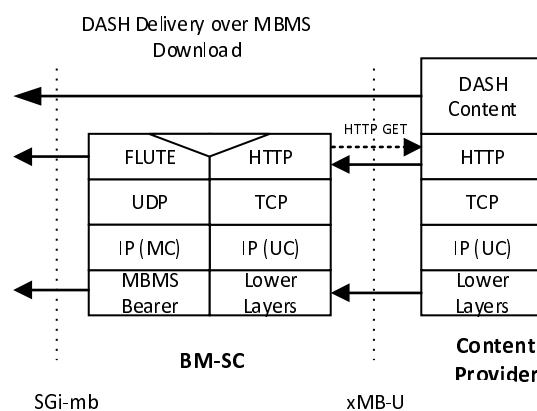 DASH Delivery over MBMS
Download
DASH
Content
HTTP GET
FLUTE
HTTP
HTTP
UDP
TCP
TCP
IP (MC)
IP (UC)
IP (UC)
MBMS
Bearer
Lower
Layers
Lower
Layers
BM-SC
Content
Provider
SGi-mb
xMB-U